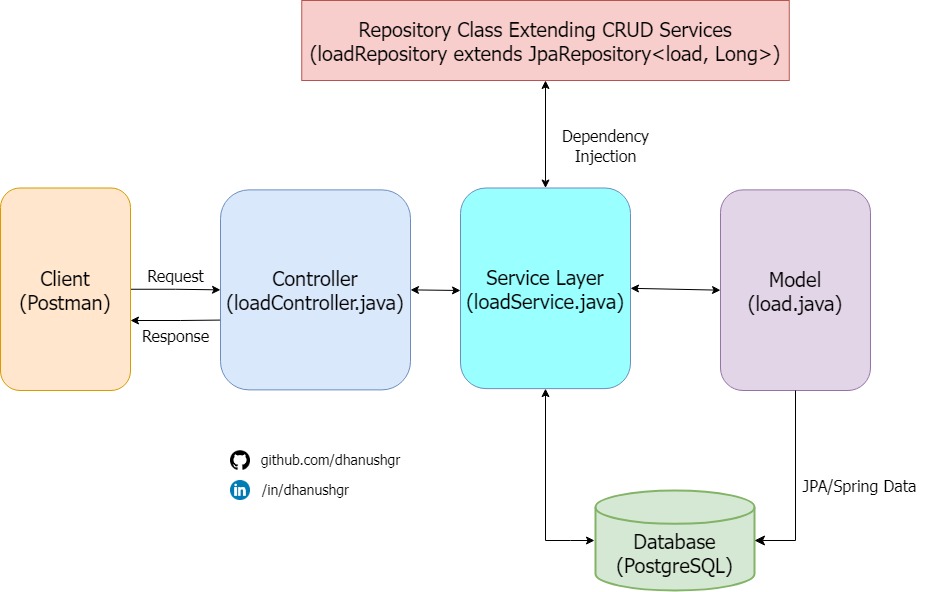 Repository Class Extending CRUD Services
(loadRepository extends JpaRepository<load, Long>)
Dependency
Injection
Client
(Postman)
Request
Response
Controller
(loadController.java)
Service Layer
(loadService.java)
Model
(load.java)
github.com/dhanushgr
in
/in/dhanushgr
JPA/Spring Data
Database
(PostgreSQL)